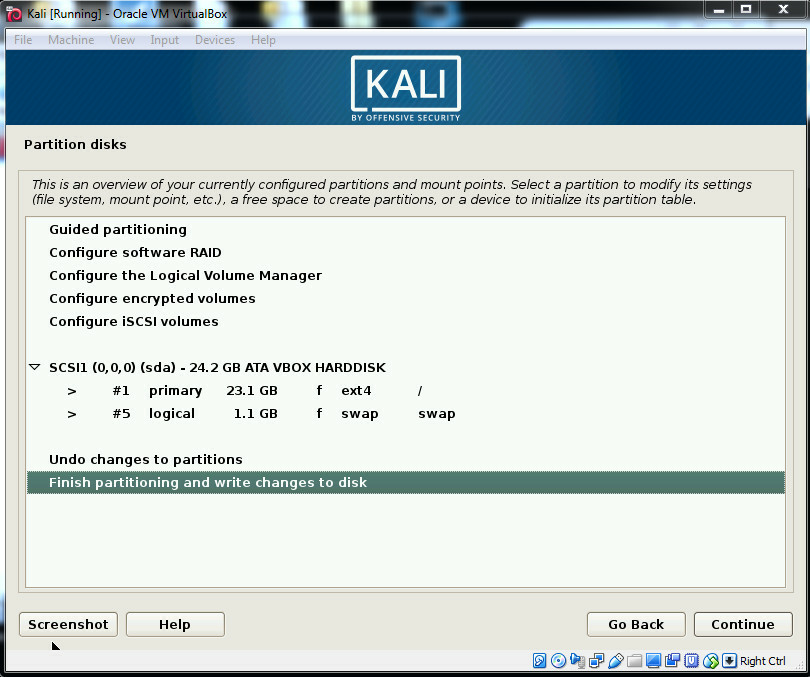 Kali [Running] - Oracle VM VirtualBox
File Machine View Input Devices Help
KALI
BY OFFENSIVE SECURITY
Partition disks
This is an overview of your currently configured partitions and mount points. Select a partition to modify its settings
(file system, mount point, etc.), a free space to create partitions, or a device to initialize its partition table.
Guided partitioning
Configure software RAID
Configure the Logical Volume Manager
Configure encrypted volumes
Configure iSCSI volumes
SCSI1 (0,0,0) (sda) - 24.2 GB ATA VBOX HARDDISK
> #1 primary 23.1 GB f ext4 /
> #5 logical 1.1 GB f swap swap
Undo changes to partitions
Finish partitioning and write changes to disk
Screenshot Help Go Back Continue
Right Ctrl